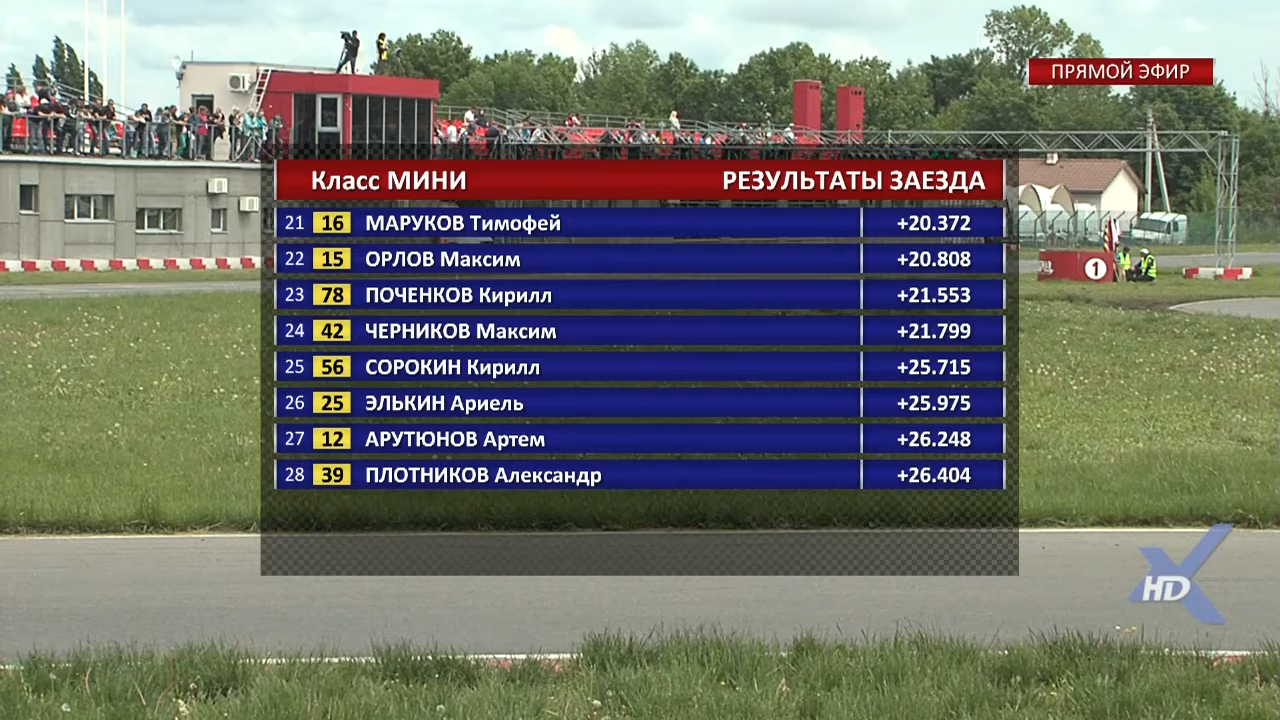 ПРЯМОЙ ЭФИР
Класс МИНИ РЕЗУЛЬТАТЫ ЗАЕЗДА
21 16 МАРУКОВ Тимофей +20.372
22 15 ОРЛОВ Максим +20.808
23 78 ПОЧЕНКОВ Кирилл +21.553
24 42 ЧЕРНИКОВ Максим +21.799
25 56 СОРОКИН Кирилл +25.715
26 25 ЭЛЬКИН Ариель +25.975
27 12 АРУТЮНОВ Артем +26.248
28 39 ПЛОТНИКОВ Александр +26.404
1
X HD